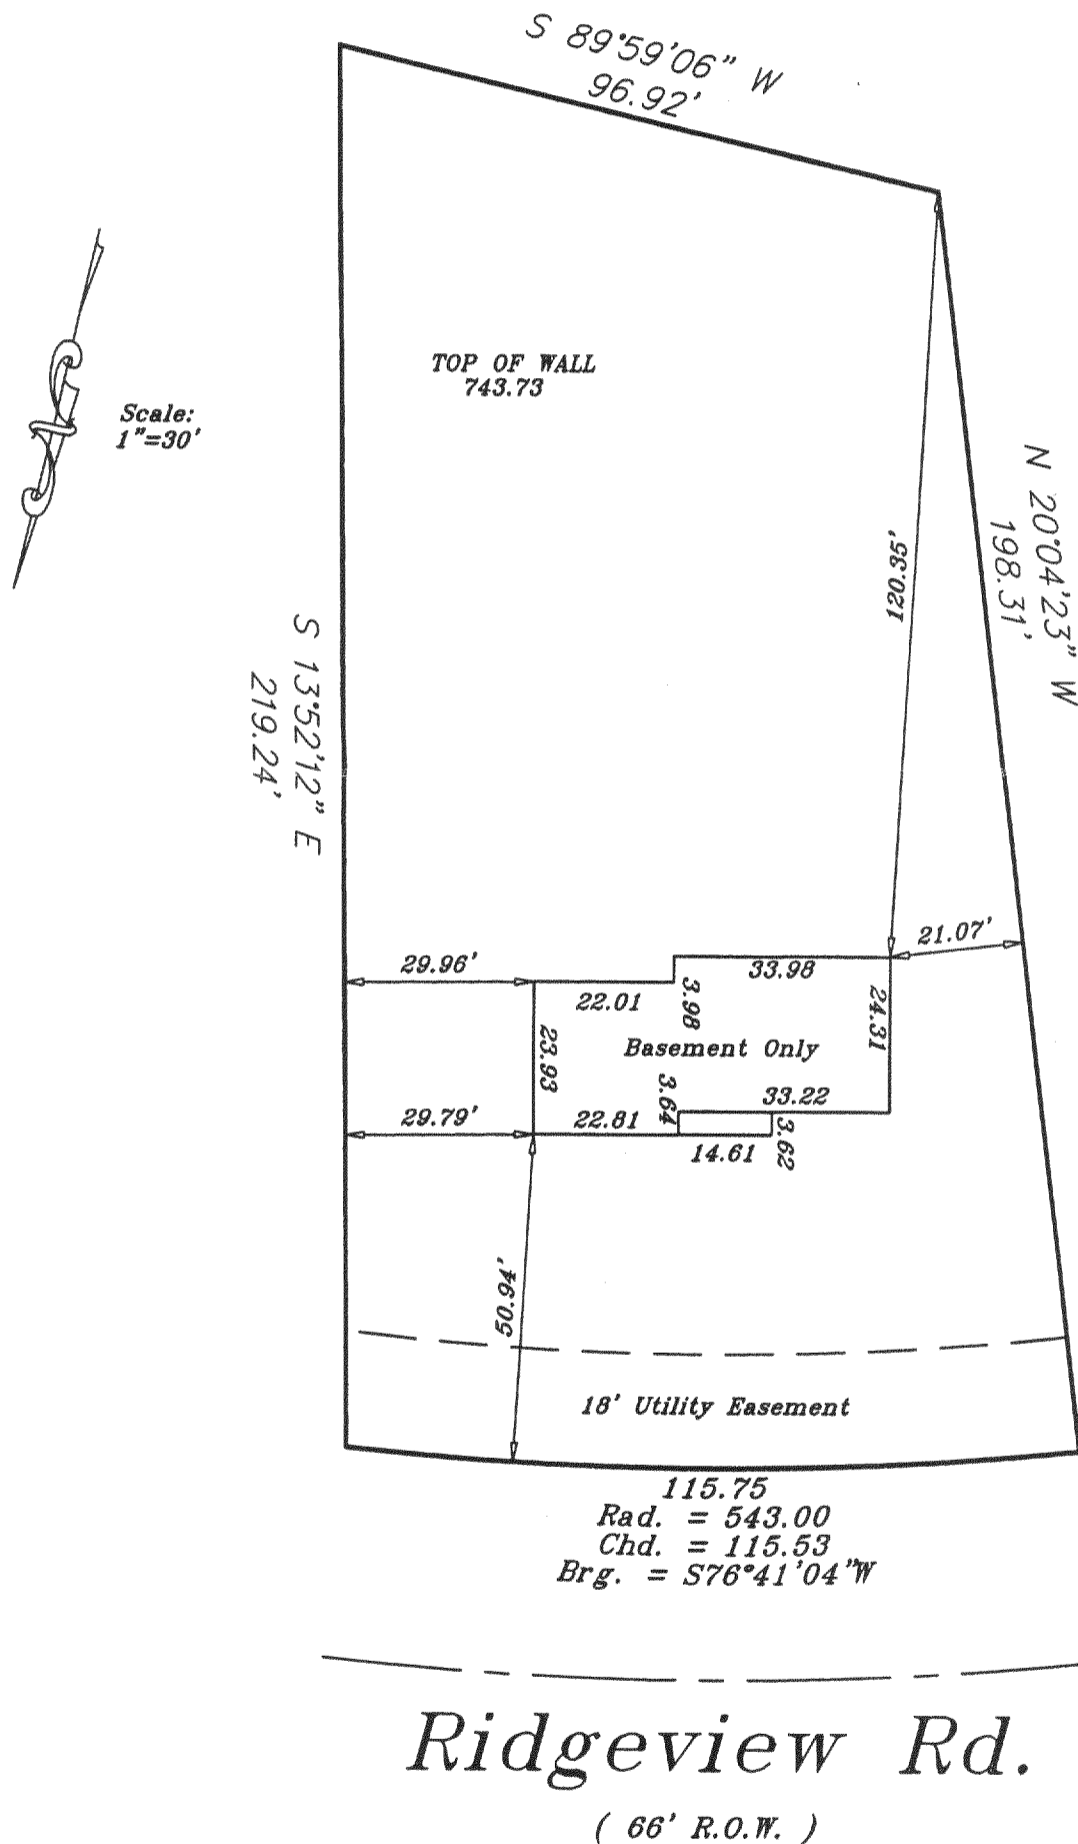 S 89°59'06" W
96.92'
TOP OF WALL
743.73
Scale:
1"=30'
N 20°04'23" W
198.31'
120.35'
S 13°52'12" E
219.24'
21.07'
29.96'
33.98
22.01
3.98
24.31
Basement Only
23.93
3.64
33.22
29.79'
22.81
14.61
3.62
50.94'
18' Utility Easement
115.75
Rad. = 543.00
Chd. = 115.53
Brg. = S76°41'04"W
Ridgeview Rd.
( 66' R.O.W. )